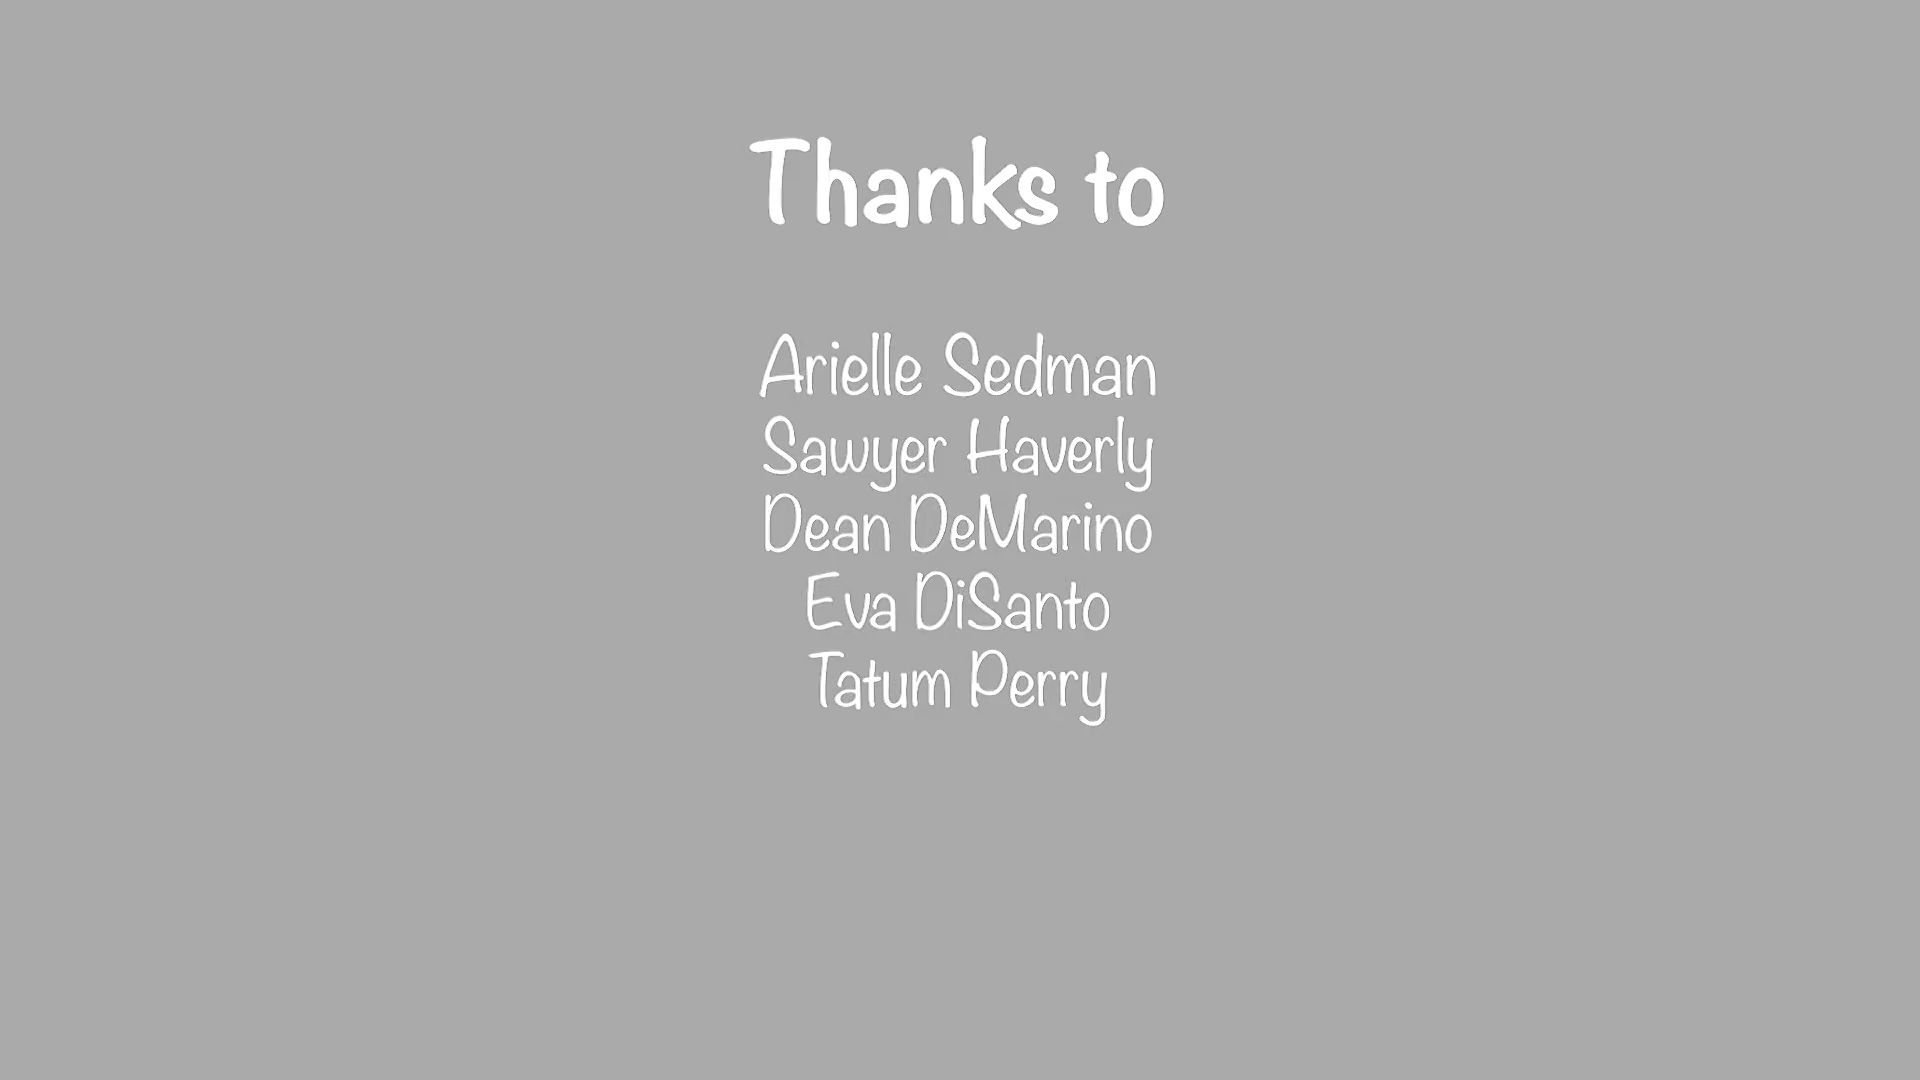 Thanks to
Arielle Sedman
Sawyer Haverly
Dean DeMarino
Eva DiSanto
Tatum Perry